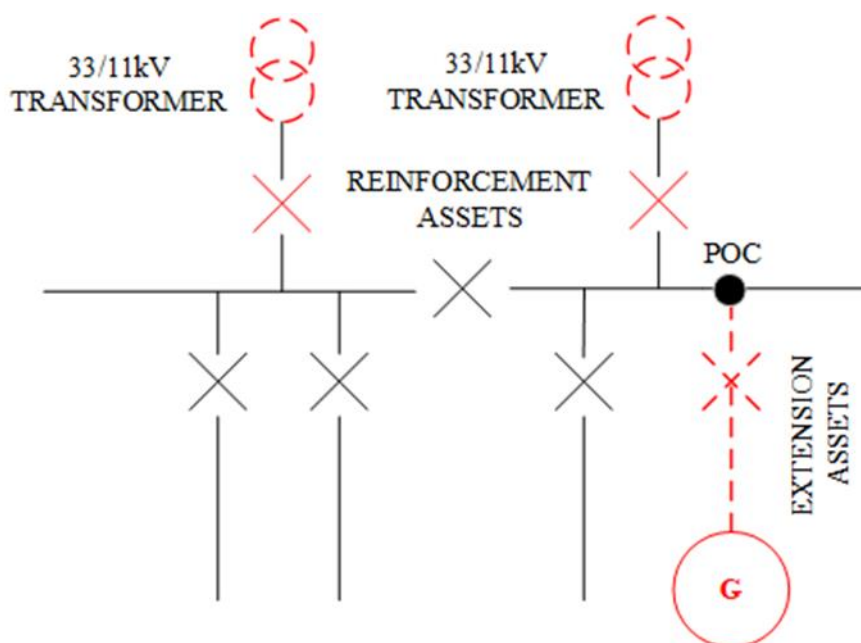 33/11kV
TRANSFORMER
33/11kV
TRANSFORMER
REINFORCEMENT
ASSETS
POC
EXTENSION
ASSETS
G